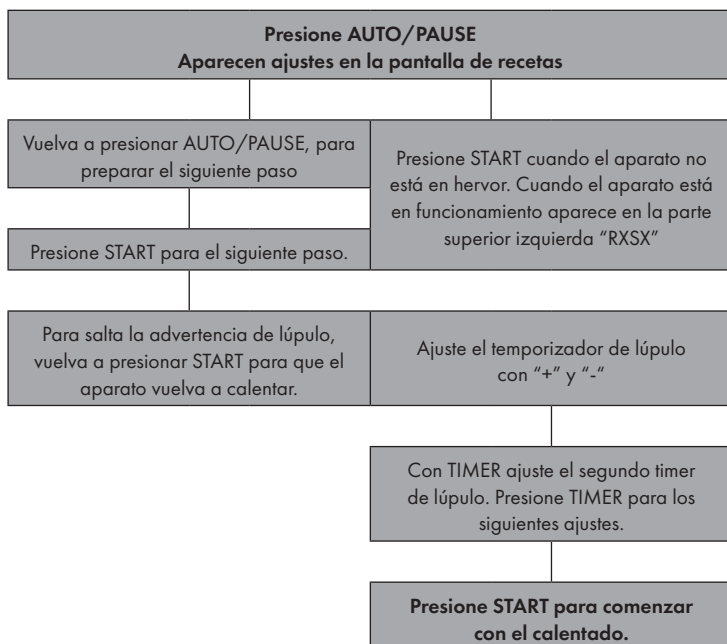 Presione AUTO/PAUSE
Aparecen ajustes en la pantalla de recetas
Vuelva a presionar AUTO/PAUSE, para
preparar el siguiente paso
Presione START cuando el aparato no
está en hervor. Cuando el aparato está
en funcionamiento aparece en la parte
superior izquierda “RXSX”
Presione START para el siguiente paso.
Para salta la advertencia de lúpulo,
vuelva a presionar START para que el
aparato vuelva a calentar.
Ajuste el temporizador de lúpulo
con “+” y “-“
Con TIMER ajuste el segundo timer
de lúpulo. Presione TIMER para los
siguientes ajustes.
Presione START para comenzar
con el calentado.